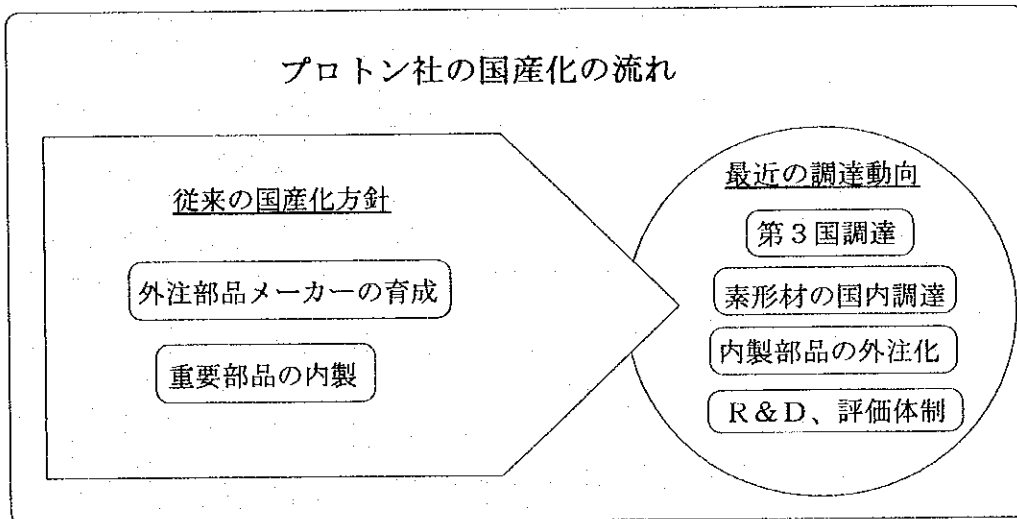 プロトン社の国産化の流れ
従来の国産化方針
外注部品メーカーの育成
重要部品の内製
最近の調達動向
第3国調達
素形材の国内調達
内製部品の外注化
R&D、評価体制